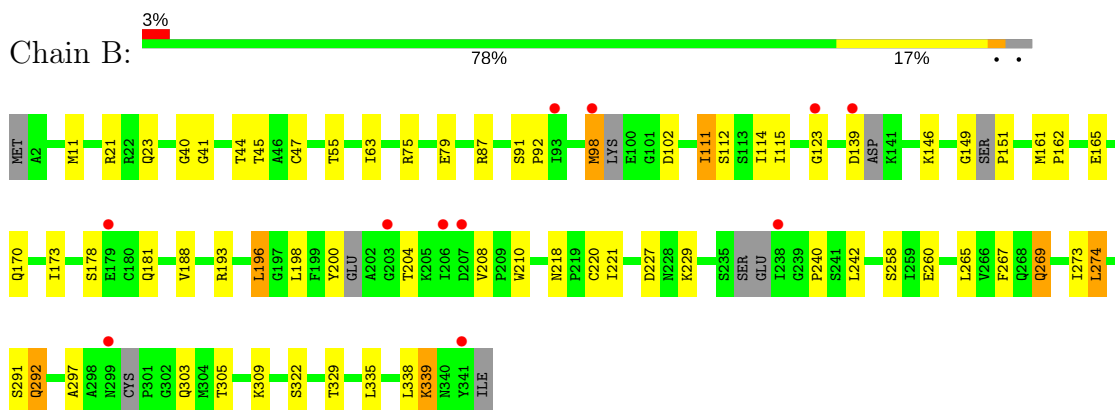 3%
Chain B:
78% 17% • •
MET A2 M11 R21 R22 Q23 G40 G41 T44 T45 A46 C47 T55 I63 R75 E79 R87 S91 P92 I93 M98 LYS E100 G101 D102 I111 S112 S113 I114 I115 G123 D139 ASP K141 K146 G149 SER P151 M161 P162 E165
Q170 I173 S178 E179 C180 Q181 V188 R193 L196 G197 L198 F199 Y200 GLU A202 G203 T204 K205 I206 D207 V208 P209 W210 N218 P219 C220 I221 D227 N228 K229 S235 SER GLU I238 G239 P240 S241 L242 S258 I259 E260 L265 V266 F267 Q268 Q269 I273 L274
S291 Q292 A297 A298 N299 CYS P301 G302 Q303 M304 T305 K309 S322 T329 L335 L338 K339 N340 Y341 ILE